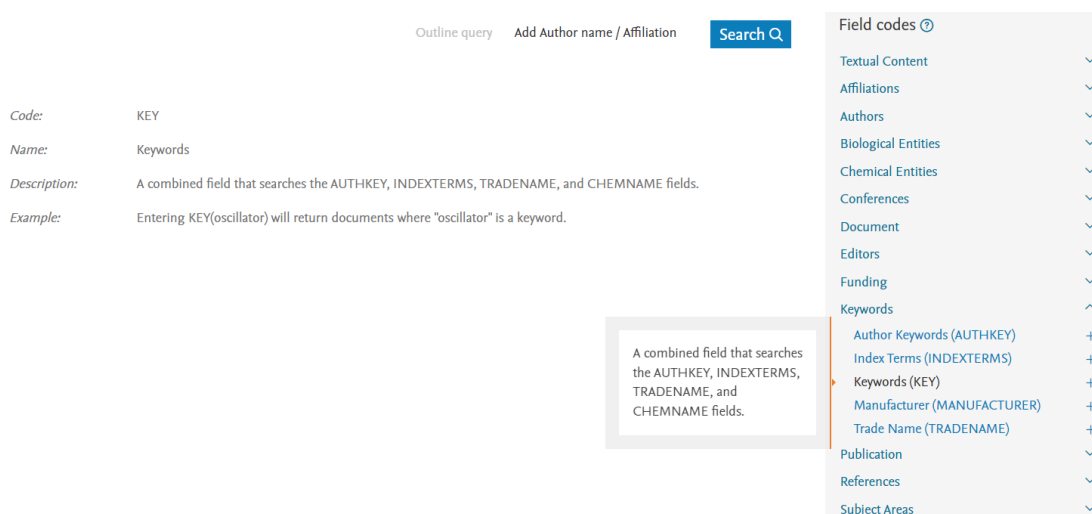 Outline query Add Author name / Affiliation Search
Code: KEY
Name: Keywords
Description: A combined field that searches the AUTHKEY, INDEXTERMS, TRADENAME, and CHEMNAME fields.
Example: Entering KEY(oscillator) will return documents where "oscillator" is a keyword.
A combined field that searches
the AUTHKEY, INDEXTERMS,
TRADENAME, and
CHEMNAME fields.
Field codes
Textual Content
Affiliations
Authors
Biological Entities
Chemical Entities
Conferences
Document
Editors
Funding
Keywords
Author Keywords (AUTHKEY)
Index Terms (INDEXTERMS)
Keywords (KEY)
Manufacturer (MANUFACTURER)
Trade Name (TRADENAME)
Publication
References
Subject Areas